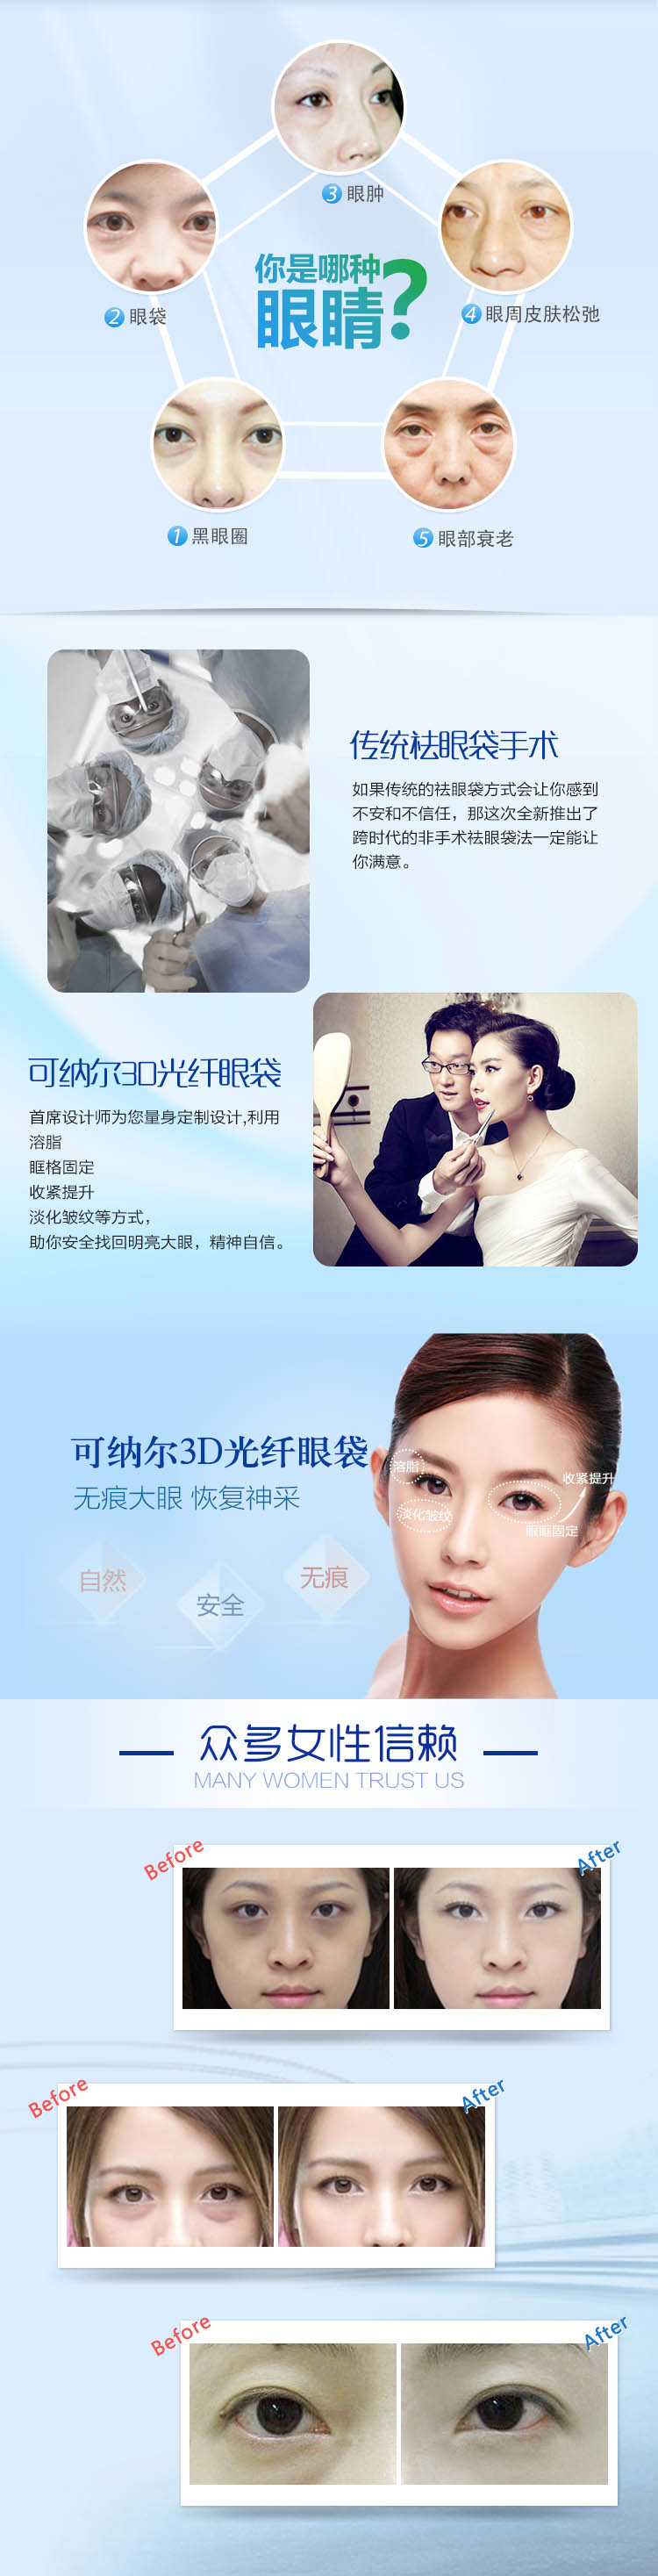 3 眼肿
2 眼袋
你是哪种
眼睛?
4 眼周皮肤松弛
1 黑眼圈
5 眼部衰老
传统祛眼袋手术
如果传统的祛眼袋方式会让你感到
不安和不信任，那这次全新推出了
跨时代的非手术祛眼袋法一定能让
你满意。
可纳尔3D光纤眼袋
首席设计师为您量身定制设计,利用
溶脂
眶格固定
收紧提升
淡化皱纹等方式，
助你安全找回明亮大眼，精神自信。
可纳尔3D光纤眼袋
无痕大眼 恢复神采
自然
安全
无痕
溶脂
收紧提升
淡化皱纹
眼眶固定
众多女性信赖
MANY WOMEN TRUST US
Before
After
Before
After
Before
After